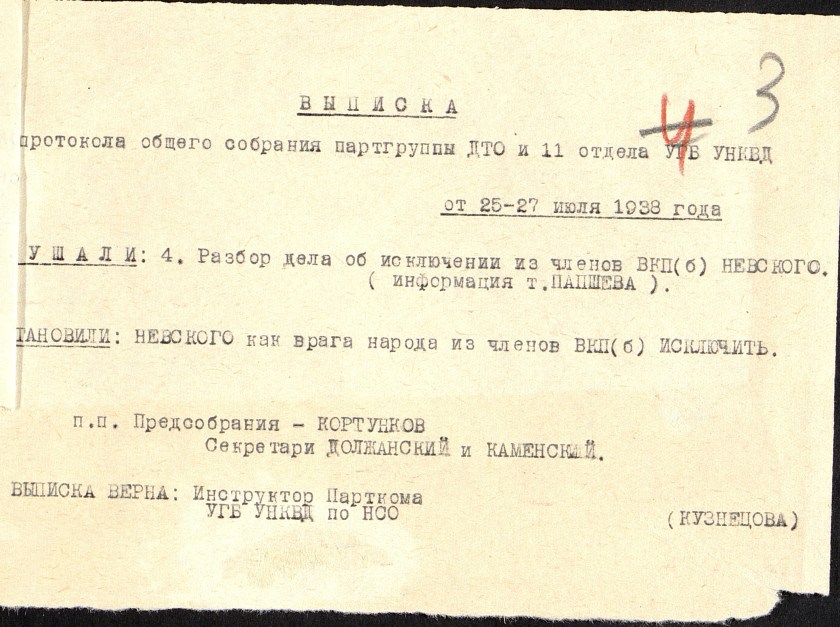 3
4
ВЫПИСКА
протокола общего собрания партгруппы ДТО и 11 отдела УГБ УНКВД
от 25-27 июля 1938 года
УШАЛИ: 4. Разбор дела об исключении из членов ВКП(б) НЕВСКОГО.
( информация т.ПАПШЕВА ).
ТАНОВИЛИ: НЕВСКОГО как врага народа из членов ВКП(б) ИСКЛЮЧИТЬ.
п.п. Предсобрания - КОРТУНКОВ
Секретари ДОЛЖАНСКИЙ и КАМЕНСКИЙ.
ВЫПИСКА ВЕРНА: Инструктор Парткома
УГБ УНКВД по НСО (КУЗНЕЦОВА)